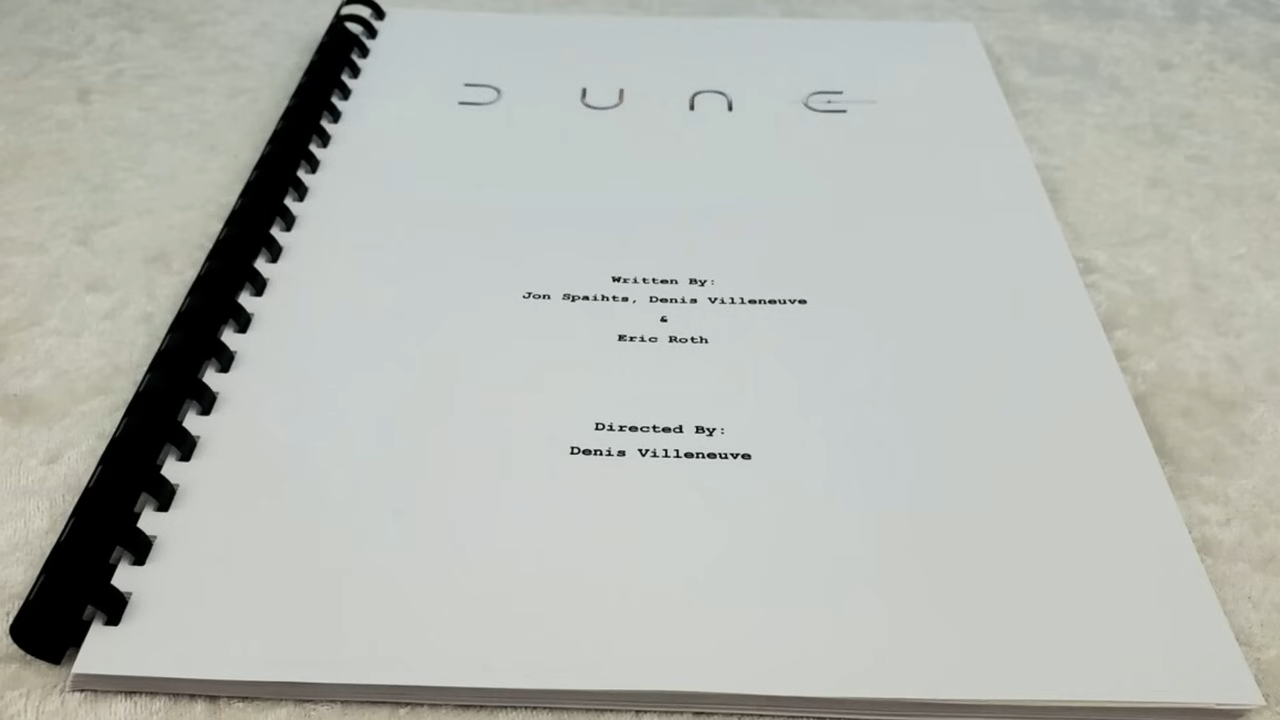 DUNE
Written By:
Jon Spaihts, Denis Villeneuve
&
Eric Roth
Directed By:
Denis Villeneuve